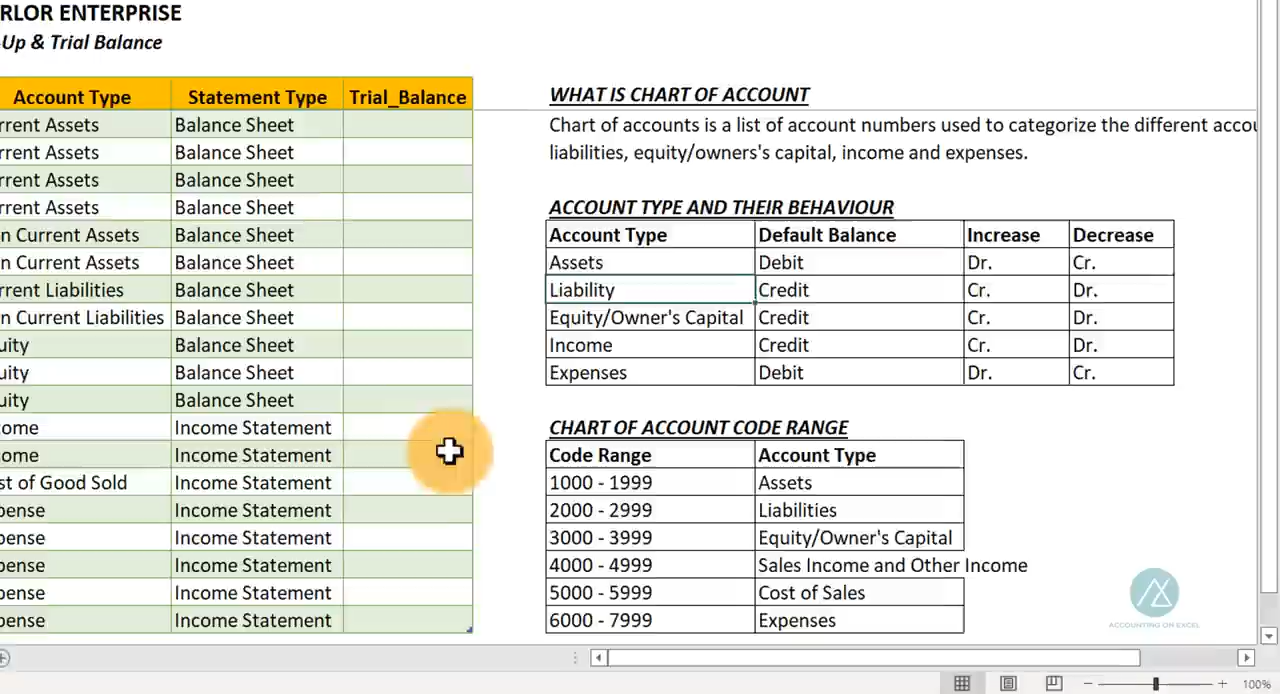 RLOR ENTERPRISE
-Up & Trial Balance
Account Type Statement Type Trial_Balance
rrent Assets Balance Sheet
rrent Assets Balance Sheet
rrent Assets Balance Sheet
rrent Assets Balance Sheet
n Current Assets Balance Sheet
n Current Assets Balance Sheet
rrent Liabilities Balance Sheet
n Current Liabilities Balance Sheet
uity Balance Sheet
uity Balance Sheet
uity Balance Sheet
ome Income Statement
ome Income Statement
st of Good Sold Income Statement
pense Income Statement
pense Income Statement
pense Income Statement
pense Income Statement
pense Income Statement
WHAT IS CHART OF ACCOUNT
Chart of accounts is a list of account numbers used to categorize the different accou
liabilities, equity/owners's capital, income and expenses.
ACCOUNT TYPE AND THEIR BEHAVIOUR
Account Type Default Balance Increase Decrease
Assets Debit Dr. Cr.
Liability Credit Cr. Dr.
Equity/Owner's Capital Credit Cr. Dr.
Income Credit Cr. Dr.
Expenses Debit Dr. Cr.
CHART OF ACCOUNT CODE RANGE
Code Range Account Type
1000 - 1999 Assets
2000 - 2999 Liabilities
3000 - 3999 Equity/Owner's Capital
4000 - 4999 Sales Income and Other Income
5000 - 5999 Cost of Sales
6000 - 7999 Expenses
ACCOUNTING ON EXCEL
100%